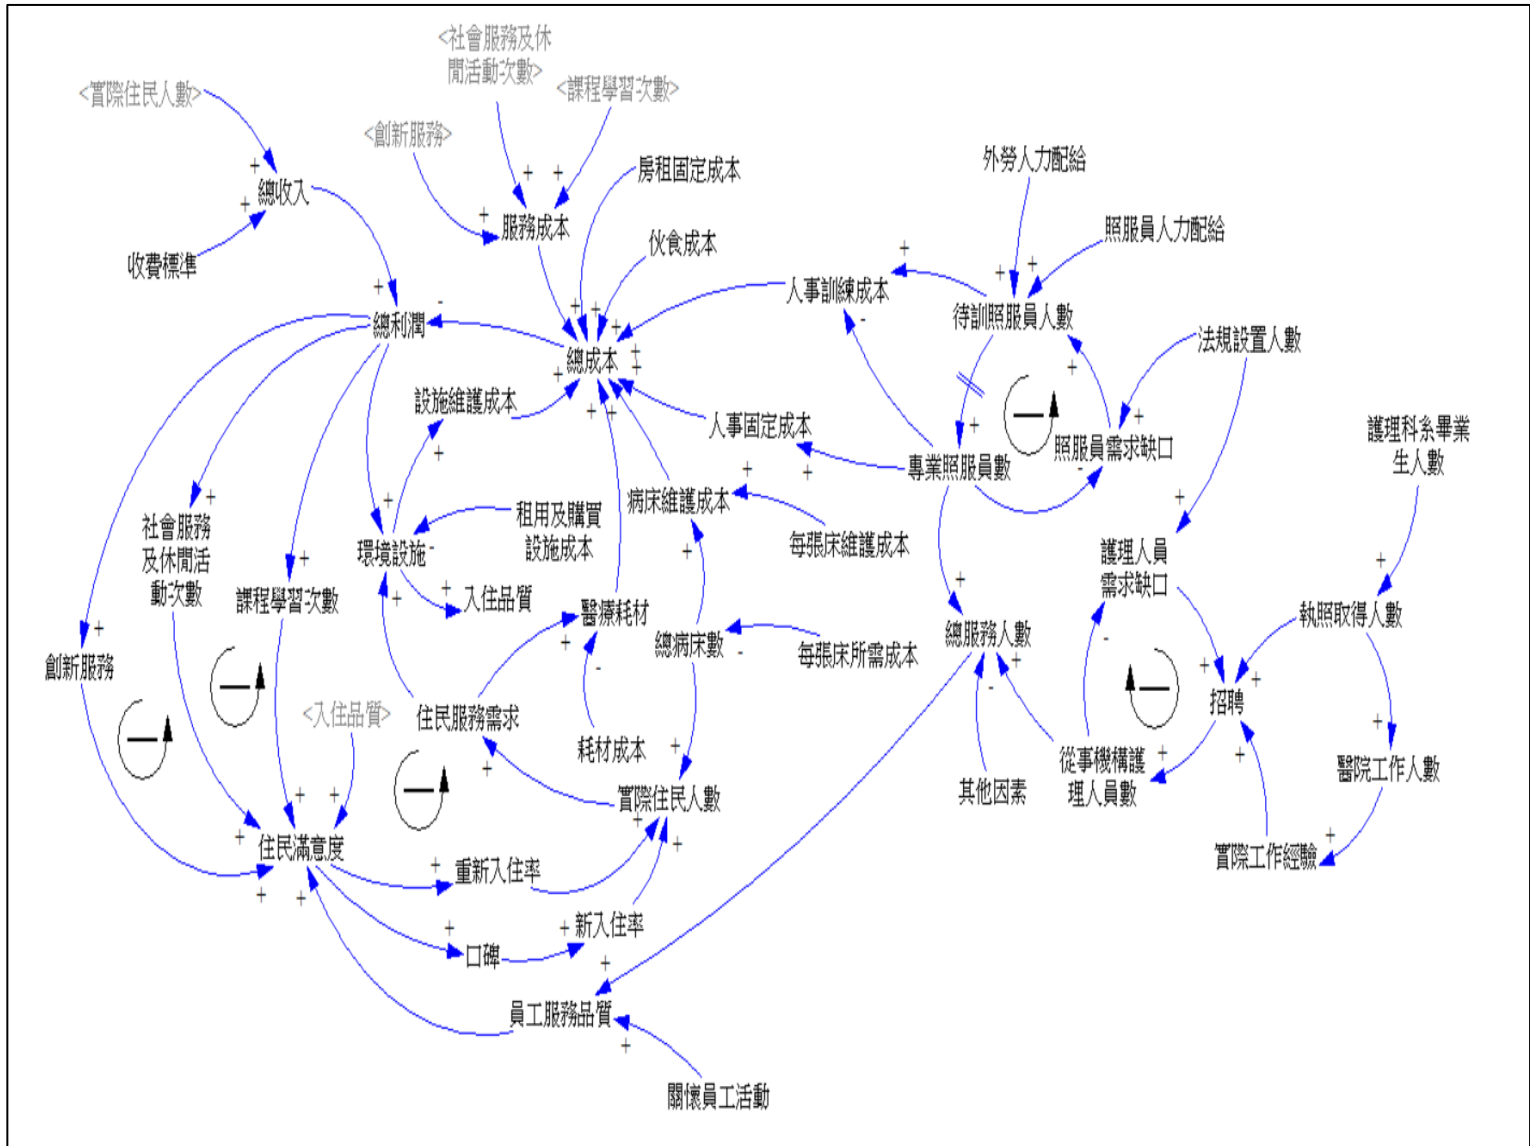 <社會服務及休
閒活動次數>
<實際住民人數>
<課程學習次數>
<創新服務>
總收入
收費標準
服務成本
房租固定成本
伙食成本
外勞人力配給
照服員人力配給
人事訓練成本
待訓照服員人數
法規設置人數
總利潤
總成本
設施維護成本
人事固定成本
專業照服員數
照服員需求缺口
護理科系畢業
生人數
社會服務
及休閒活
動次數
環境設施
租用及購買
設施成本
病床維護成本
每張床維護成本
護理人員
需求缺口
課程學習次數
入住品質
醫療耗材
總病床數
每張床所需成本
總服務人數
執照取得人數
創新服務
<入住品質>
住民服務需求
耗材成本
招聘
實際住民人數
其他因素
從事機構護
理人員數
醫院工作人數
住民滿意度
重新入住率
實際工作經驗
口碑
新入住率
員工服務品質
關懷員工活動